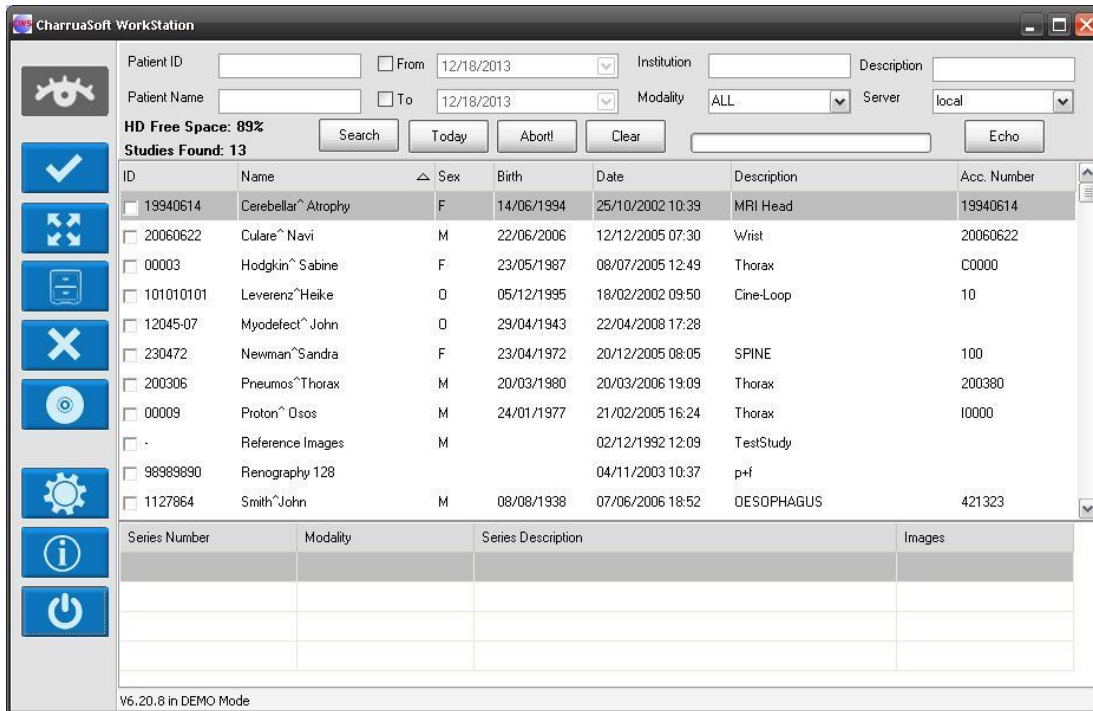 CWS CharruaSoft WorkStation
Patient ID From 12/18/2013 Institution Description
Patient Name To 12/18/2013 Modality ALL Server local
HD Free Space: 89% Search Today Abort! Clear Echo
Studies Found: 13
ID Name Sex Birth Date Description Acc. Number
19940614 Cerebellar^ Atrophy F 14/06/1994 25/10/2002 10:39 MRI Head 19940614
20060622 Culare^ Navi M 22/06/2006 12/12/2005 07:30 Wrist 20060622
00003 Hodgkin^ Sabine F 23/05/1987 08/07/2005 12:49 Thorax C0000
101010101 Leverenz^Heike O 05/12/1995 18/02/2002 09:50 Cine-Loop 10
12045-07 Myodefect^ John O 29/04/1943 22/04/2008 17:28
230472 Newman^Sandra F 23/04/1972 20/12/2005 08:05 SPINE 100
200306 Pneumos^Thorax M 20/03/1980 20/03/2006 19:09 Thorax 200380
00009 Proton^ Osos M 24/01/1977 21/02/2005 16:24 Thorax I0000
- Reference Images M 02/12/1992 12:09 TestStudy
98989890 Renography 128 04/11/2003 10:37 p+f
1127864 Smith^John M 08/08/1938 07/06/2006 18:52 OESOPHAGUS 421323
Series Number Modality Series Description Images
V6.20.8 in DEMO Mode